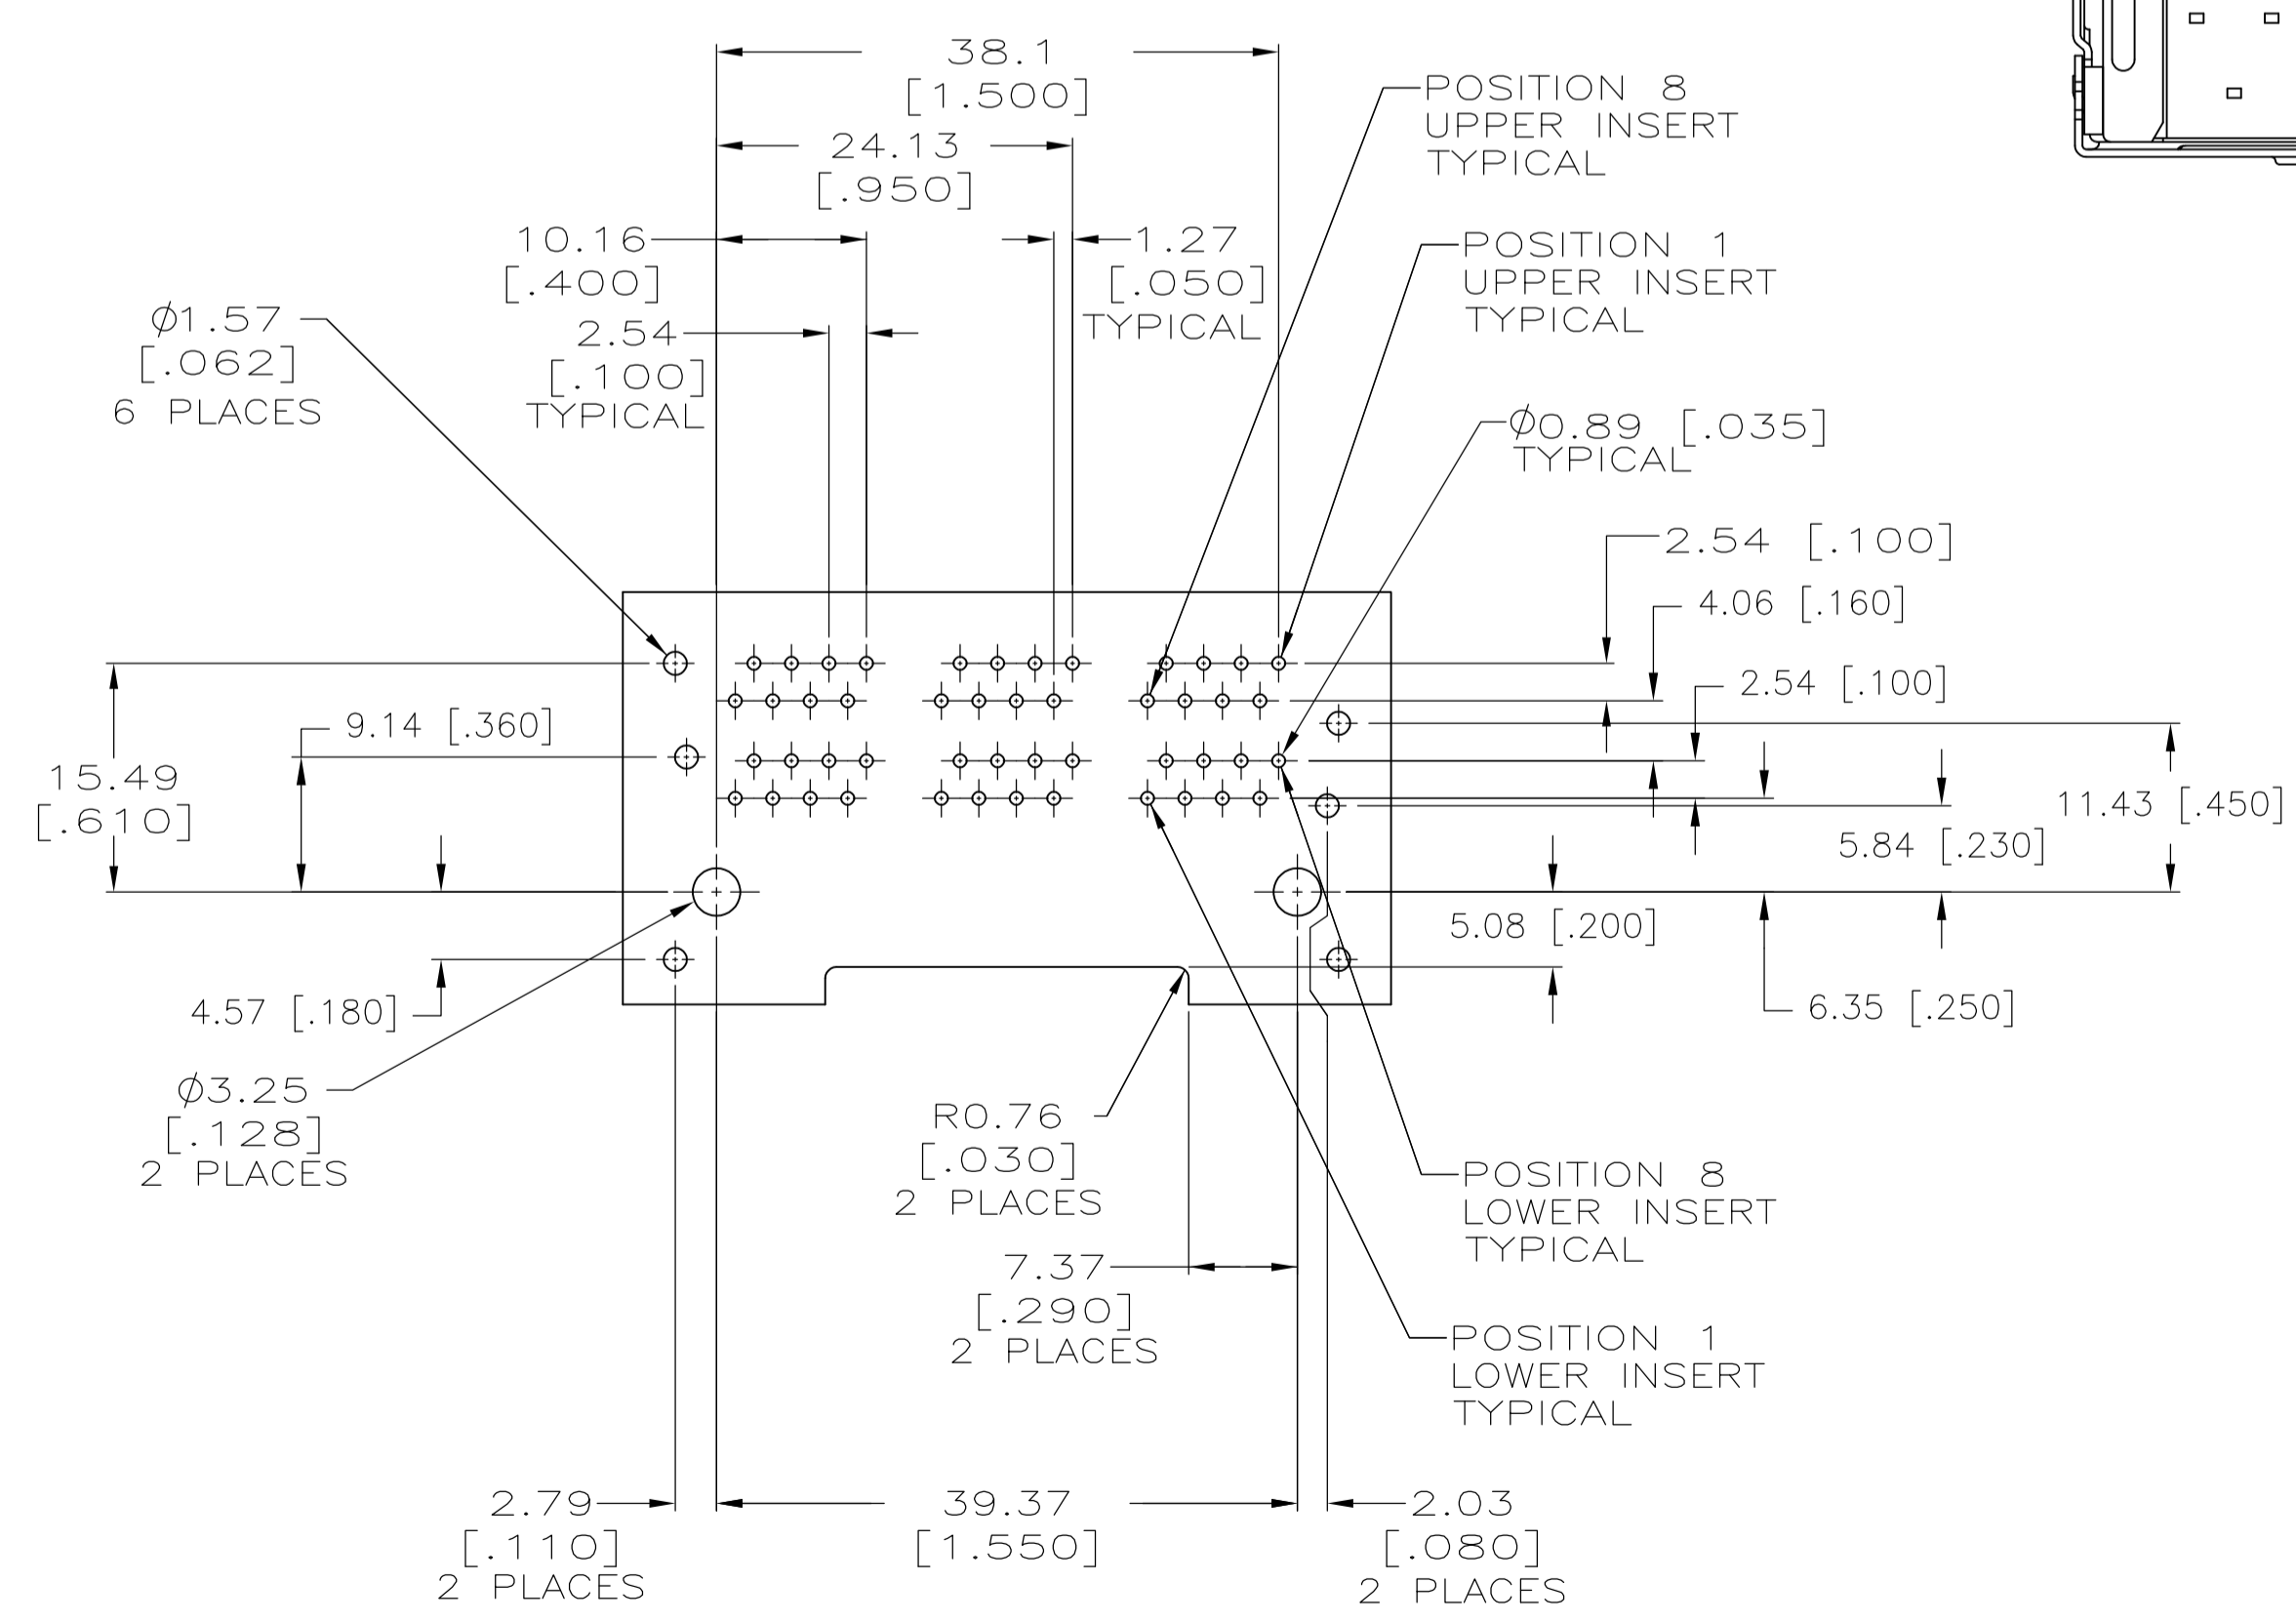 38.1
[1.500]
24.13
[.950]
10.16
[.400]
1.27
[.050]
TYPICAL
2.54
[.100]
TYPICAL
Ø1.57
[.062]
6 PLACES
POSITION 8
UPPER INSERT
TYPICAL
POSITION 1
UPPER INSERT
TYPICAL
Ø0.89 [.035]
TYPICAL
2.54 [.100]
4.06 [.160]
2.54 [.100]
9.14 [.360]
15.49
[.610]
11.43 [.450]
5.84 [.230]
5.08 [.200]
6.35 [.250]
4.57 [.180]
Ø3.25
[.128]
2 PLACES
R0.76
[.030]
2 PLACES
POSITION 8
LOWER INSERT
TYPICAL
7.37
[.290]
2 PLACES
POSITION 1
LOWER INSERT
TYPICAL
2.79
[.110]
2 PLACES
39.37
[1.550]
2.03
[.080]
2 PLACES